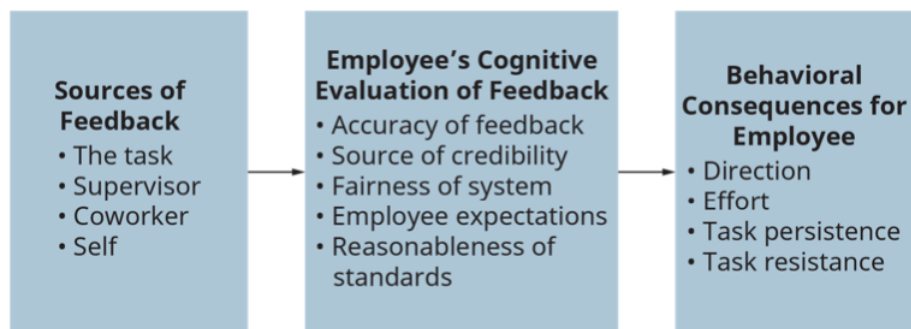 Sources of
Feedback
• The task
• Supervisor
• Coworker
• Self
Employee’s Cognitive
Evaluation of Feedback
• Accuracy of feedback
• Source of credibility
• Fairness of system
• Employee expectations
• Reasonableness of
standards
Behavioral
Consequences for
Employee
• Direction
• Effort
• Task persistence
• Task resistance